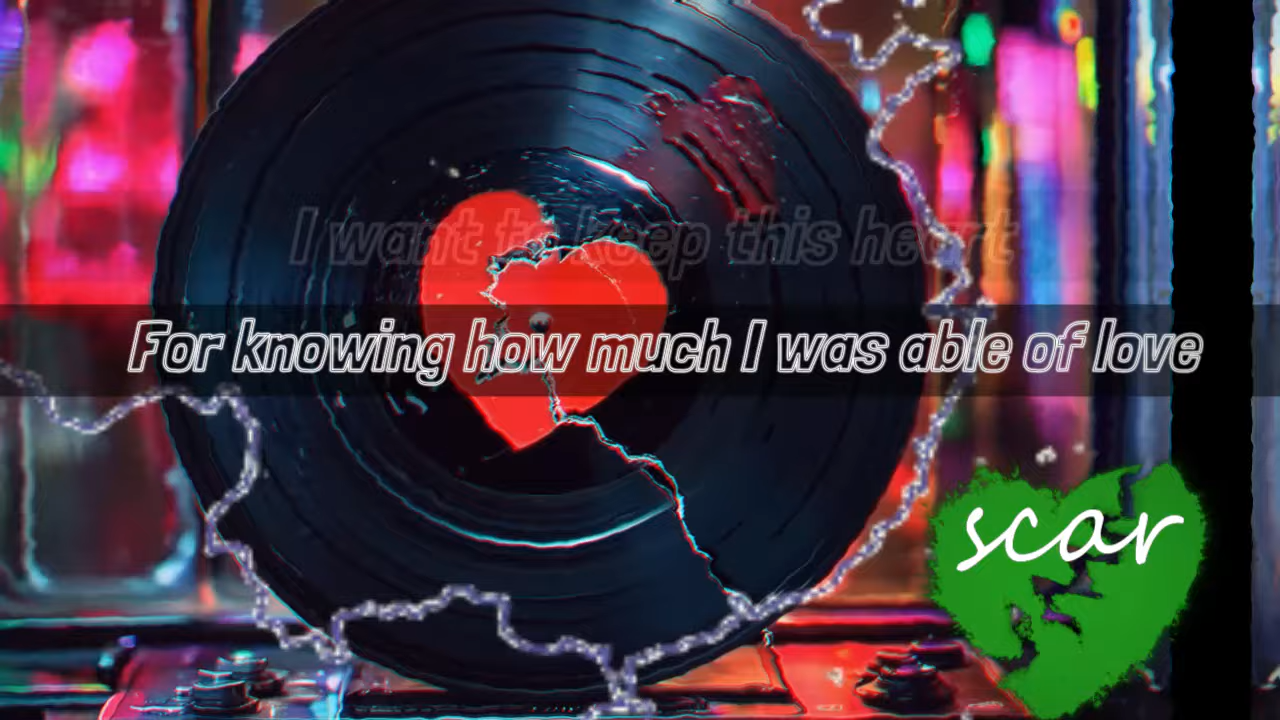 I want to keep this heart
For knowing how much I was able of love
scar